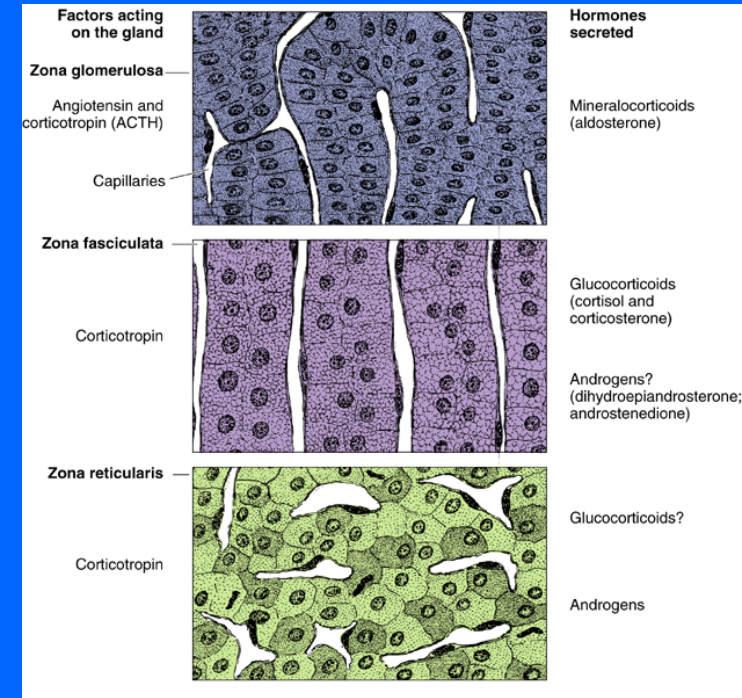 Factors acting
on the gland
Hormones
secreted
Zona glomerulosa
Angiotensin and
corticotropin (ACTH)
Mineralocorticoids
(aldosterone)
Capillaries
Zona fasciculata
Glucocorticoids
(cortisol and
corticosterone)
Corticotropin
Androgens?
(dihydroepiandrosterone;
androstenedione)
Zona reticularis
Glucocorticoids?
Corticotropin
Androgens